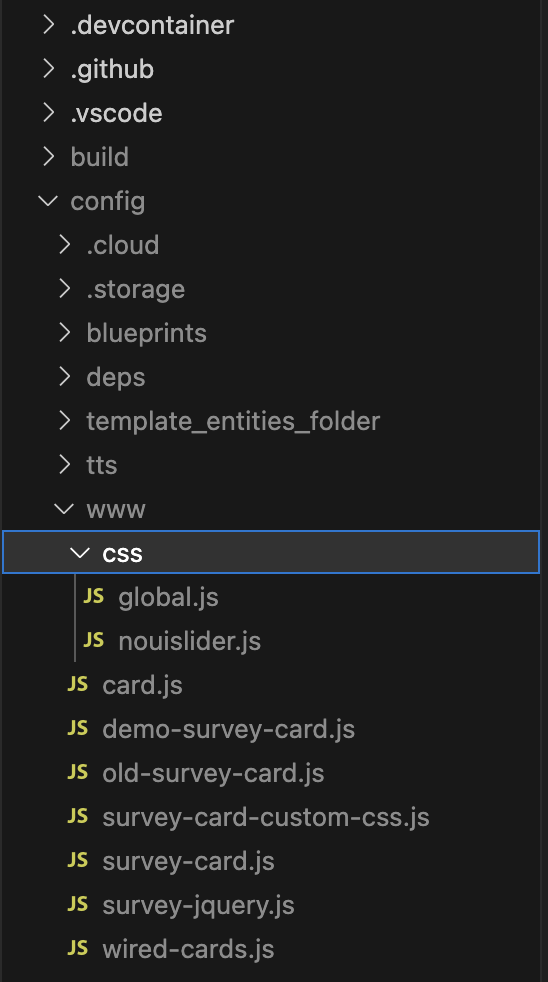 .devcontainer
.github
.vscode
build
config
.cloud
.storage
blueprints
deps
template_entities_folder
tts
www
css
JS global.js
JS nouislider.js
JS card.js
JS demo-survey-card.js
JS old-survey-card.js
JS survey-card-custom-css.js
JS survey-card.js
JS survey-jquery.js
JS wired-cards.js